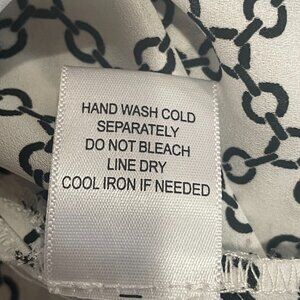 HAND WASH COLD
SEPARATELY
DO NOT BLEACH
LINE DRY
COOL IRON IF NEEDED